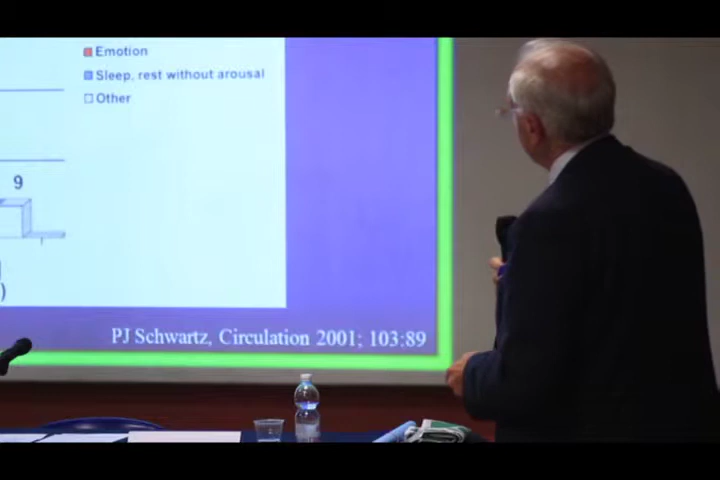 Emotion
Sleep, rest without arousal
Other
9
)
PJ Schwartz, Circulation 2001; 103:89